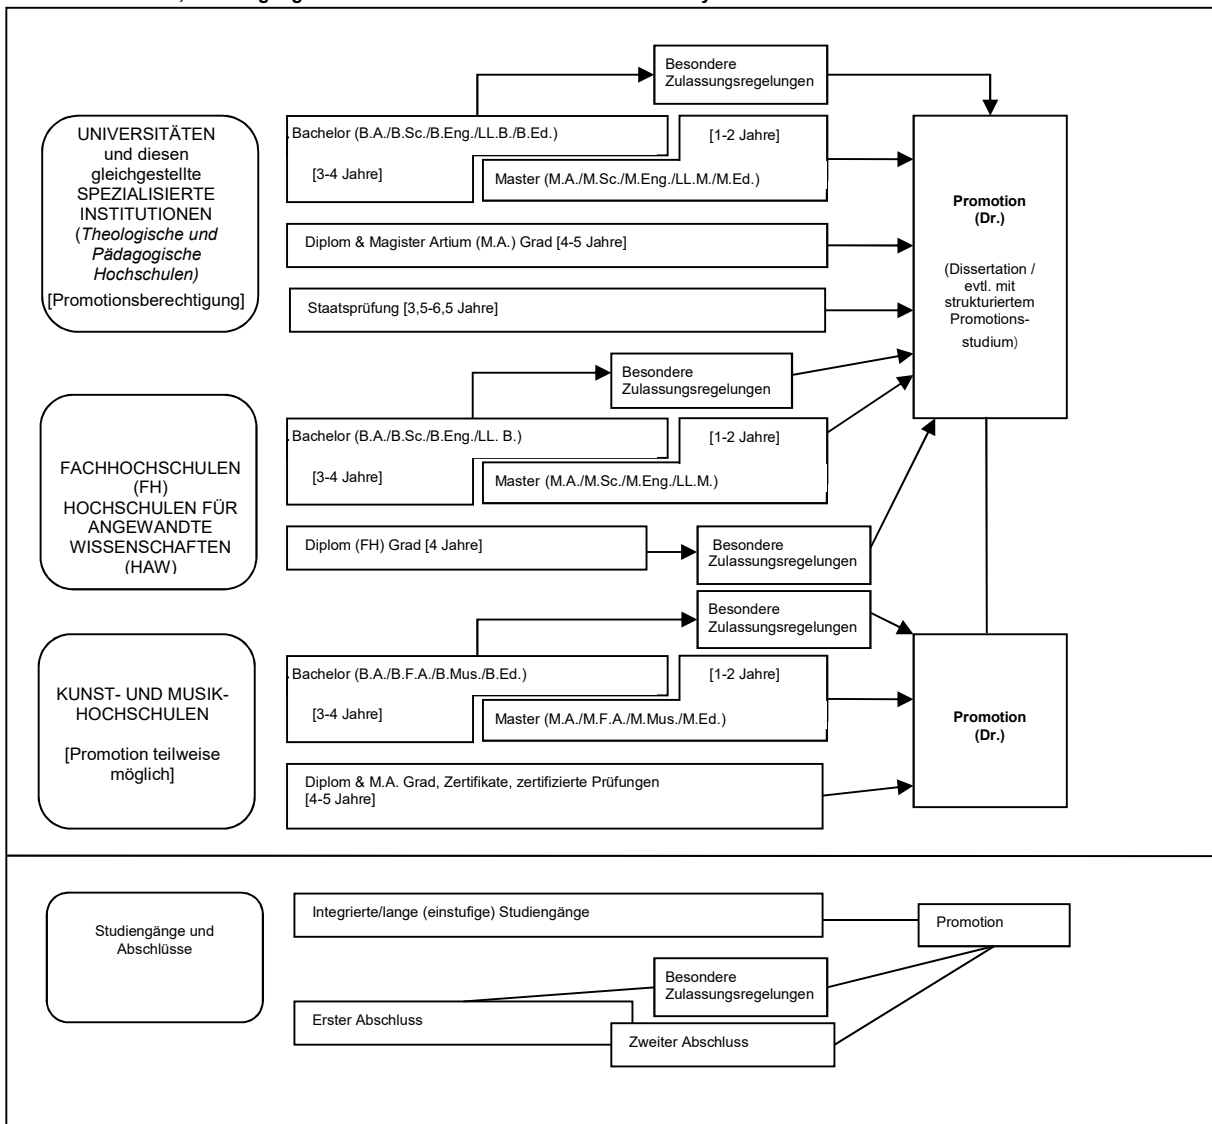 Besondere
Zulassungsregelungen
UNIVERSITÄTEN
und diesen
gleichgestellte
SPEZIALISIERTE
INSTITUTIONEN
(Theologische und
Pädagogische
Hochschulen)
[Promotionsberechtigung]
Bachelor (B.A./B.Sc./B.Eng./LL.B./B.Ed.)
[3-4 Jahre]
[1-2 Jahre]
Master (M.A./M.Sc./M.Eng./LL.M./M.Ed.)
Diplom & Magister Artium (M.A.) Grad [4-5 Jahre]
Staatsprüfung [3,5-6,5 Jahre]
Promotion
(Dr.)
(Dissertation /
evtl. mit
strukturiertem
Promotions-
studium)
Besondere
Zulassungsregelungen
FACHHOCHSCHULEN
(FH)
HOCHSCHULEN FÜR
ANGEWANDTE
WISSENSCHAFTEN
(HAW)
Bachelor (B.A./B.Sc./B.Eng./LL. B.)
[3-4 Jahre]
[1-2 Jahre]
Master (M.A./M.Sc./M.Eng./LL.M.)
Diplom (FH) Grad [4 Jahre]
Besondere
Zulassungsregelungen
Besondere
Zulassungsregelungen
KUNST- UND MUSIK-
HOCHSCHULEN
[Promotion teilweise
möglich]
Bachelor (B.A./B.F.A./B.Mus./B.Ed.)
[3-4 Jahre]
[1-2 Jahre]
Master (M.A./M.F.A./M.Mus./M.Ed.)
Diplom & M.A. Grad, Zertifikate, zertifizierte Prüfungen
[4-5 Jahre]
Promotion
(Dr.)
Studiengänge und
Abschlüsse
Integrierte/lange (einstufige) Studiengänge
Promotion
Besondere
Zulassungsregelungen
Erster Abschluss
Zweiter Abschluss